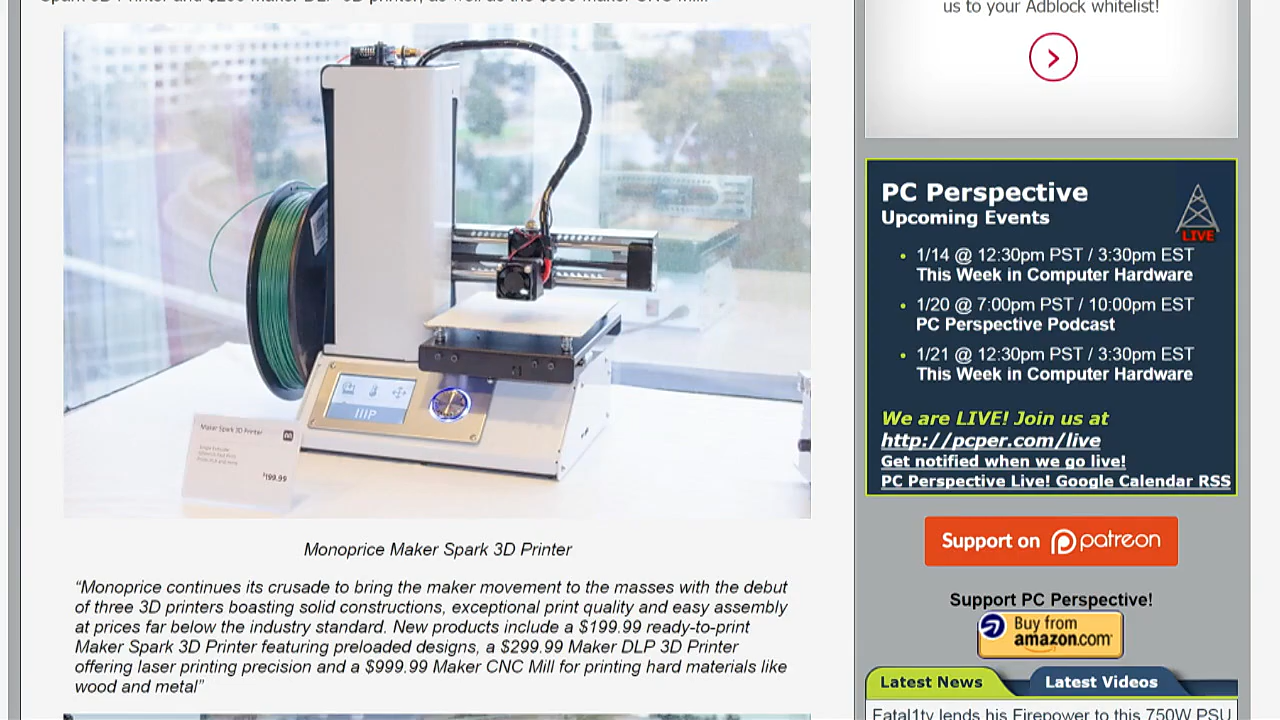 us to your Adblock whitelist!
Maker Spark 3D Printer
$199.99
IIIP
Monoprice Maker Spark 3D Printer
“Monoprice continues its crusade to bring the maker movement to the masses with the debut
of three 3D printers boasting solid constructions, exceptional print quality and easy assembly
at prices far below the industry standard. New products include a $199.99 ready-to-print
Maker Spark 3D Printer featuring preloaded designs, a $299.99 Maker DLP 3D Printer
offering laser printing precision and a $999.99 Maker CNC Mill for printing hard materials like
wood and metal”
PC Perspective
Upcoming Events
LIVE
• 1/14 @ 12:30pm PST / 3:30pm EST
This Week in Computer Hardware
• 1/20 @ 7:00pm PST / 10:00pm EST
PC Perspective Podcast
• 1/21 @ 12:30pm PST / 3:30pm EST
This Week in Computer Hardware
We are LIVE! Join us at
http://pcper.com/live
Get notified when we go live!
PC Perspective Live! Google Calendar RSS
Support on patreon
Support PC Perspective!
Buy from
amazon.com
Latest News
Latest Videos
Fatal1ty lends his Firepower to this 750W PSU